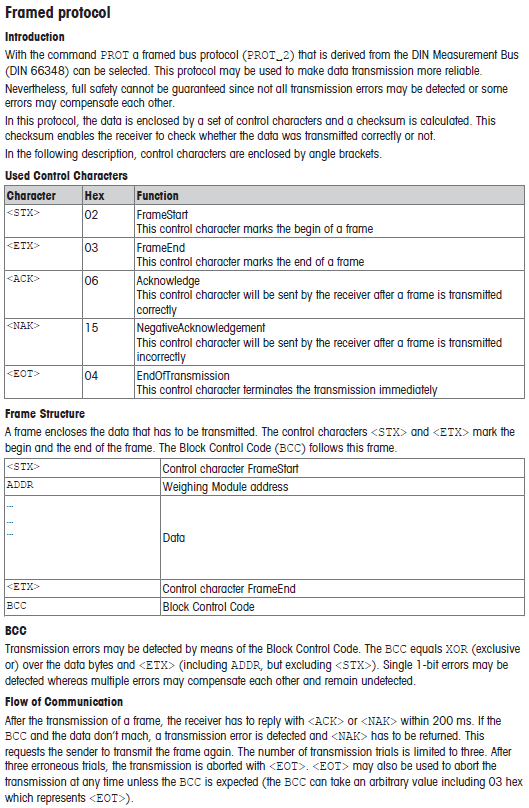 Framed protocol
Introduction
With the command PROT a framed bus protocol (PROT_2) that is derived from the DIN Measurement Bus
(DIN 66348) can be selected. This protocol may be used to make data transmission more reliable.
Nevertheless, full safety cannot be guaranteed since not all transmission errors may be detected or some
errors may compensate each other.
In this protocol, the data is enclosed by a set of control characters and a checksum is calculated. This
checksum enables the receiver to check whether the data was transmitted correctly or not.
In the following description, control characters are enclosed by angle brackets.
Used Control Characters
Character Hex Function
<STX> 02 FrameStart
This control character marks the begin of a frame
<ETX> 03 FrameEnd
This control character marks the end of a frame
<ACK> 06 Acknowledge
This control character will be sent by the receiver after a frame is transmitted
correctly
<NAK> 15 NegativeAcknowledgement
This control character will be sent by the receiver after a frame is transmitted
incorrectly
<EOT> 04 EndOfTransmission
This control character terminates the transmission immediately
Frame Structure
A frame encloses the data that has to be transmitted. The control characters <STX> and <ETX> mark the
begin and the end of the frame. The Block Control Code (BCC) follows this frame.
<STX> Control character FrameStart
ADDR Weighing Module address
...
...
...
Data
<ETX> Control character FrameEnd
BCC Block Control Code
BCC
Transmission errors may be detected by means of the Block Control Code. The BCC equals XOR (exclusive
or) over the data bytes and <ETX> (including ADDR, but excluding <STX>). Single 1-bit errors may be
detected whereas multiple errors may compensate each other and remain undetected.
Flow of Communication
After the transmission of a frame, the receiver has to reply with <ACK> or <NAK> within 200 ms. If the
BCC and the data don't mach, a transmission error is detected and <NAK> has to be returned. This
requests the sender to transmit the frame again. The number of transmission trials is limited to three. After
three erroneous trials, the transmission is aborted with <EOT>. <EOT> may also be used to abort the
transmission at any time unless the BCC is expected (the BCC can take an arbitrary value including 03 hex
which represents <EOT>).